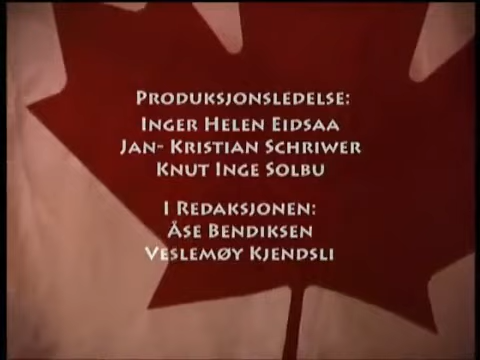 PRODUKSJONSLEDELSE:
INGER HELEN EIDSAA
JAN- KRISTIAN SCHRIWER
KNUT INGE SOLBU
I REDAKSJONEN:
ÅSE BENDIKSEN
VESLEMØY KJENDSLI